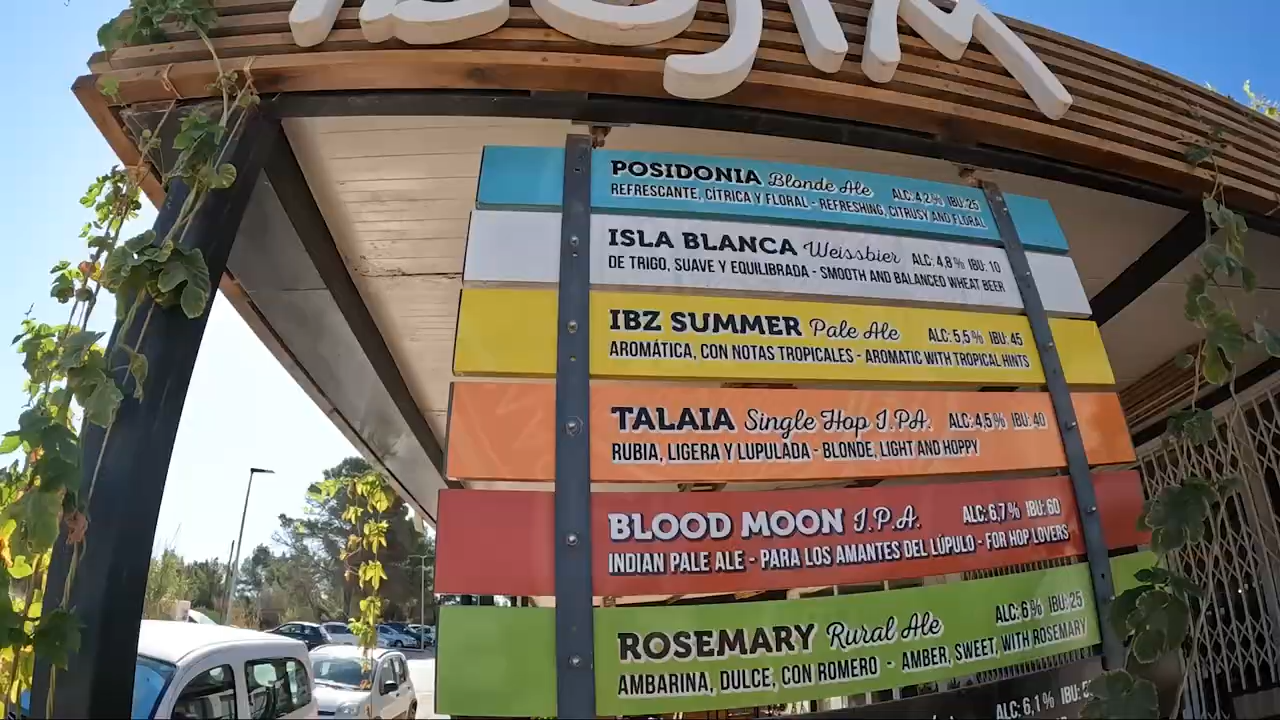 POSIDONIA Blonde Ale ALC: 4,2% IBU: 25
REFRESCANTE, CÍTRICA Y FLORAL - REFRESHING, CITRUSY AND FLORAL
ISLA BLANCA Weissbier ALC: 4,8% IBU: 10
DE TRIGO, SUAVE Y EQUILIBRADA - SMOOTH AND BALANCED WHEAT BEER
IBZ SUMMER Pale Ale ALC: 5,5% IBU: 45
AROMÁTICA, CON NOTAS TROPICALES - AROMATIC WITH TROPICAL HINTS
TALAIA Single Hop I.P.A. ALC: 4,5% IBU: 40
RUBIA, LIGERA Y LUPULADA - BLONDE, LIGHT AND HOPPY
BLOOD MOON I.P.A. ALC: 6,7% IBU: 60
INDIAN PALE ALE - PARA LOS AMANTES DEL LÚPULO - FOR HOP LOVERS
ROSEMARY Rural Ale ALC: 6% IBU: 25
AMBARINA, DULCE, CON ROMERO - AMBER, SWEET, WITH ROSEMARY
ALC: 6,1% IBU: